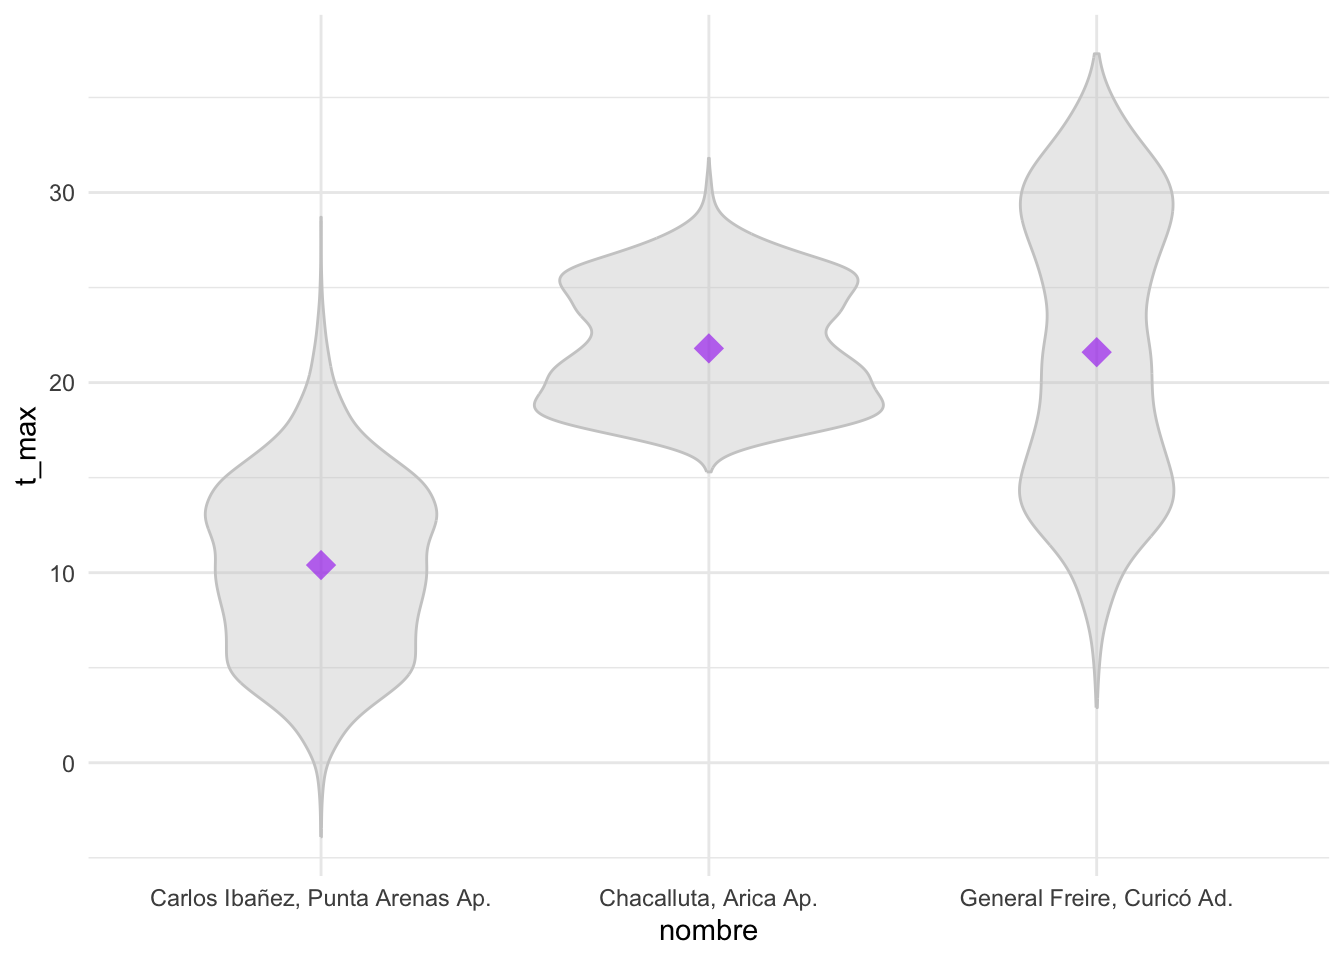 30
20
10
0
t_max
Carlos Ibañez, Punta Arenas Ap.
Chacalluta, Arica Ap.
General Freire, Curicó Ad.
nombre